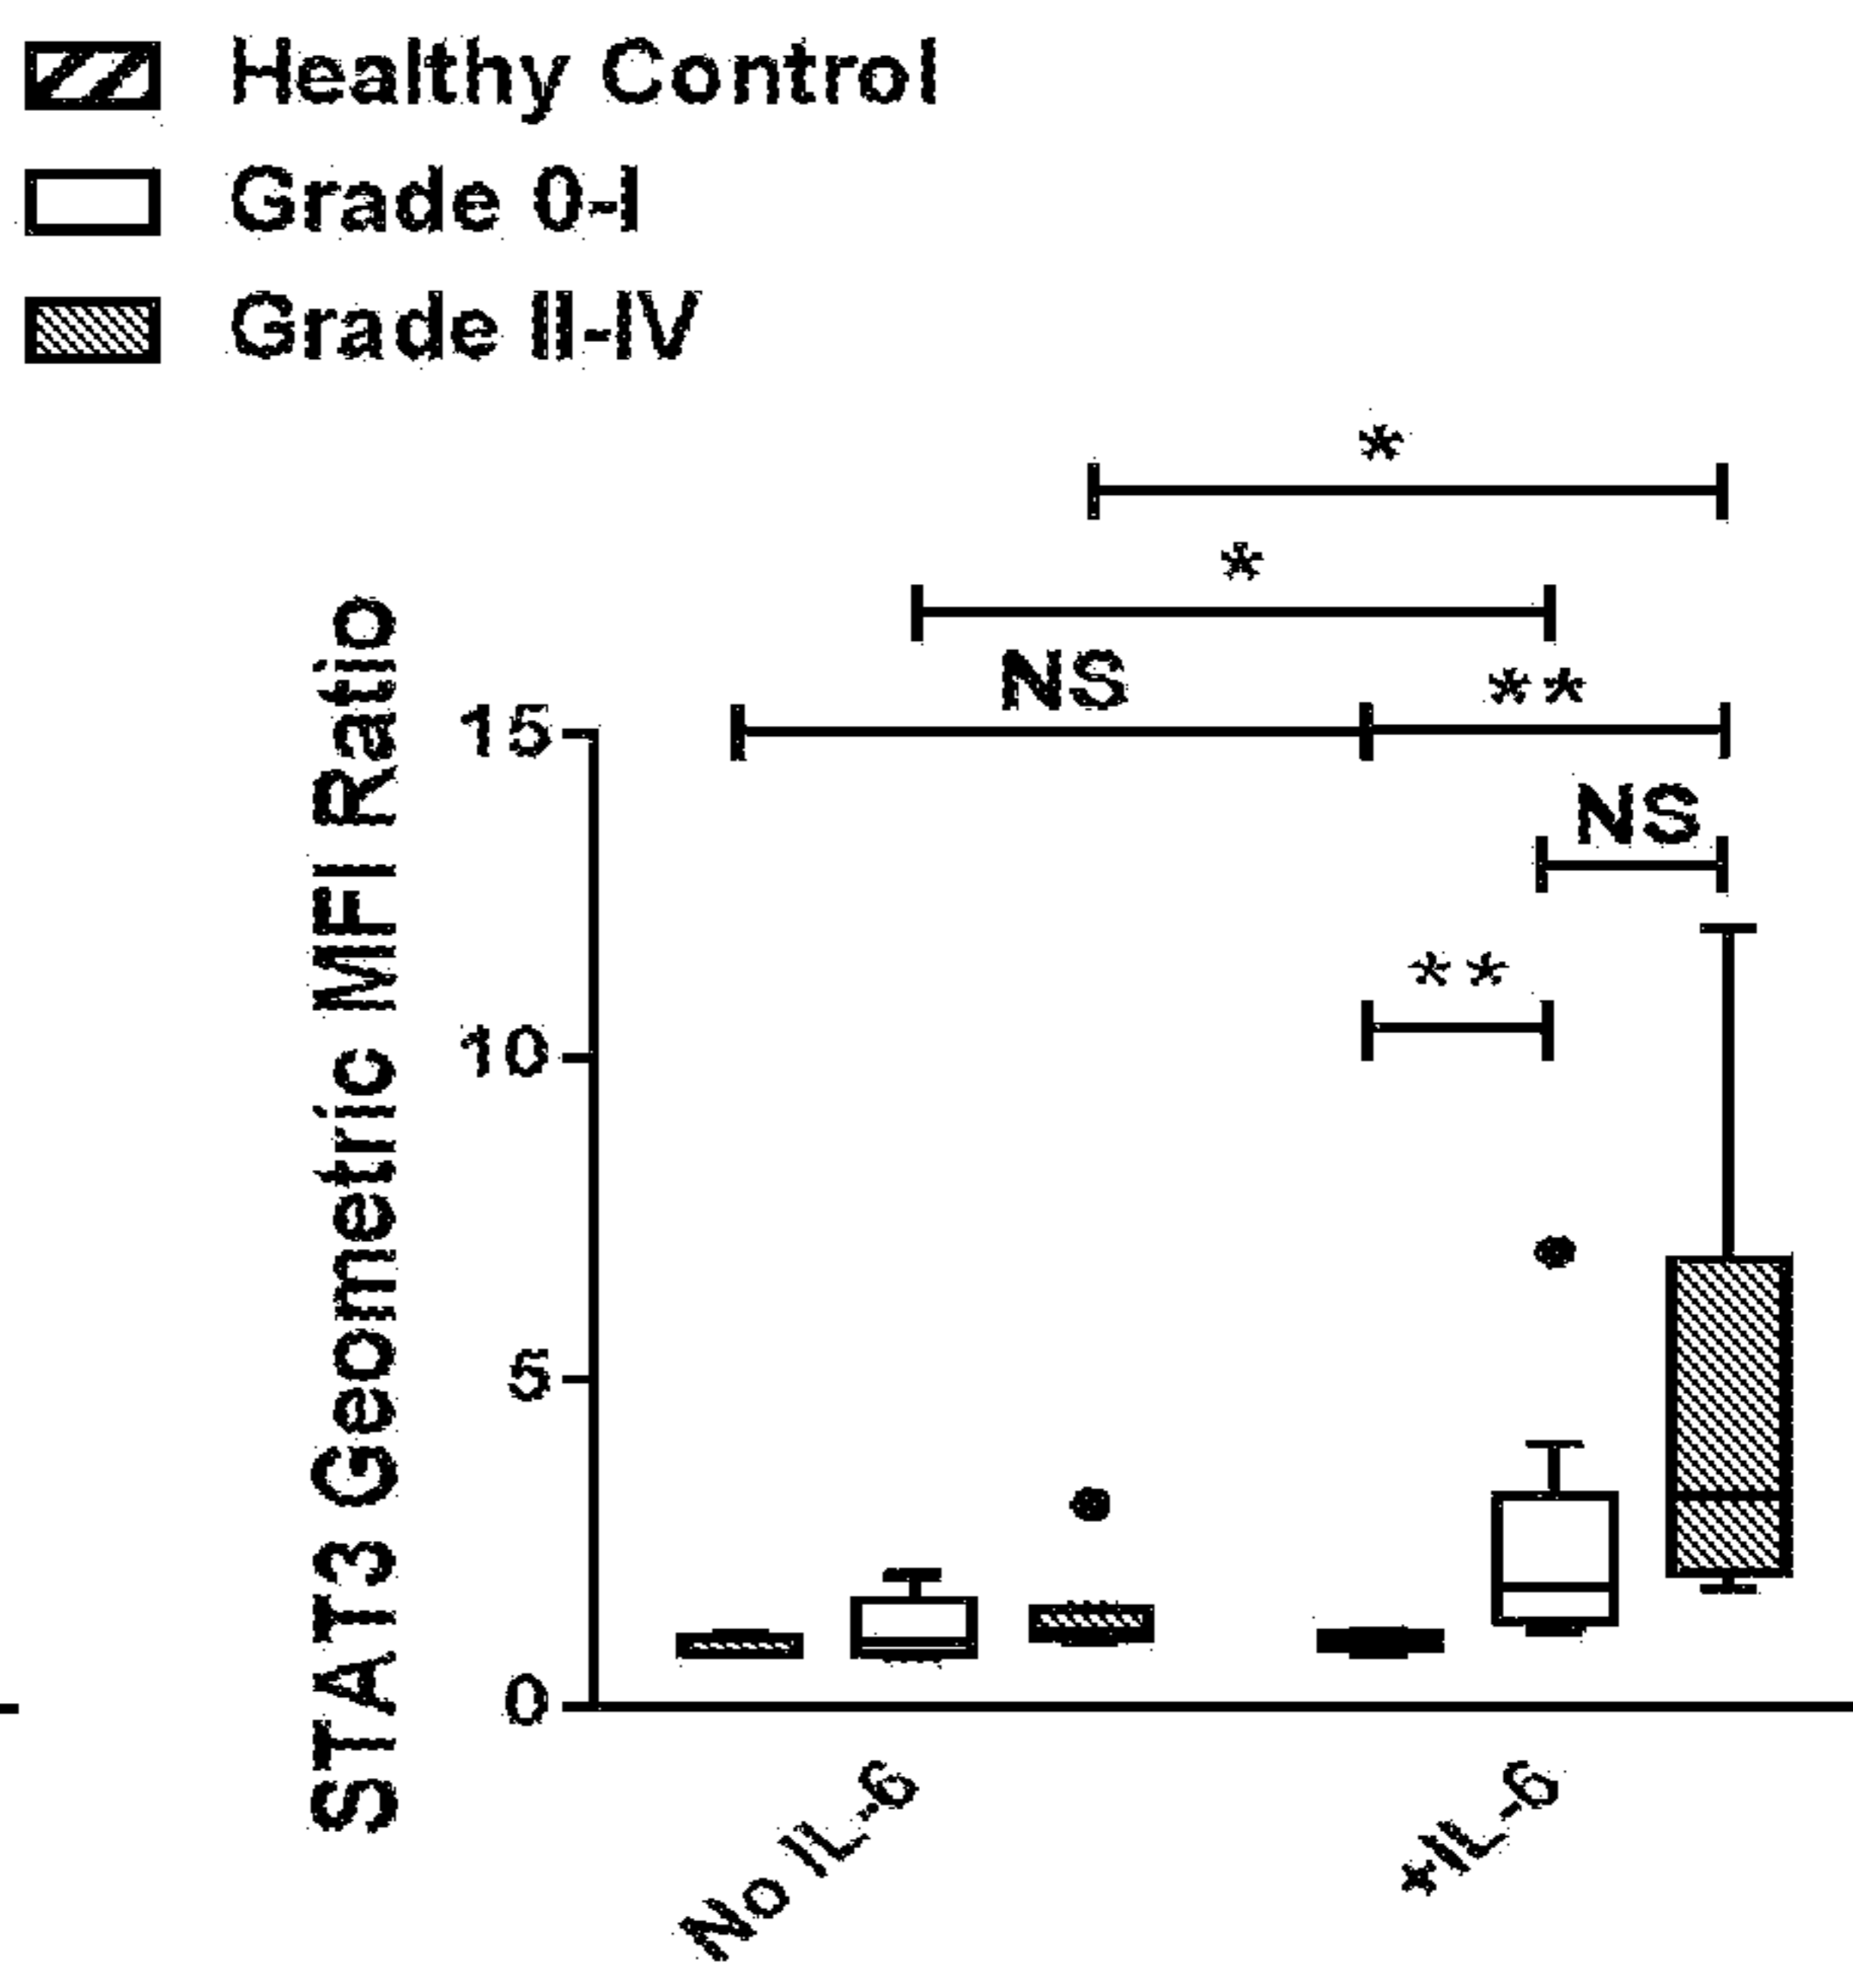 Healthy Control
Grade 0-I
Grade II-IV
*
*
NS
**
NS
**
STAT3 Geometric MFI Ratio
15
10
5
0
No IL-6
+IL-6